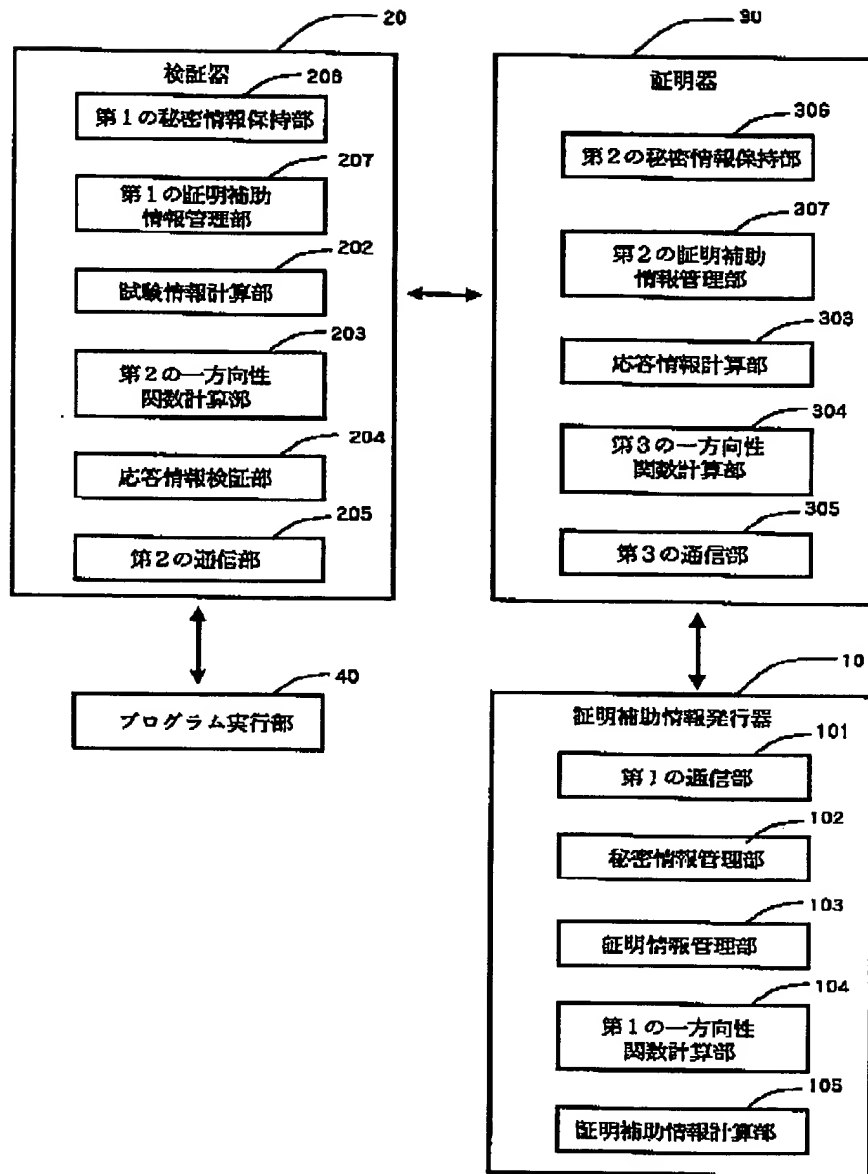 20
検証器
206
第1の秘密情報保持部
207
第1の証明補助
情報管理部
202
試験情報計算部
203
第2の一方向性
関数計算部
204
応答情報検証部
205
第2の通信部
40
プログラム実行部
30
証明器
306
第2の秘密情報保持部
307
第2の証明補助
情報管理部
303
応答情報計算部
304
第3の一方向性
関数計算部
305
第3の通信部
10
証明補助情報発行器
101
第1の通信部
102
秘密情報管理部
103
証明情報管理部
104
第1の一方向性
関数計算部
105
証明補助情報計算部